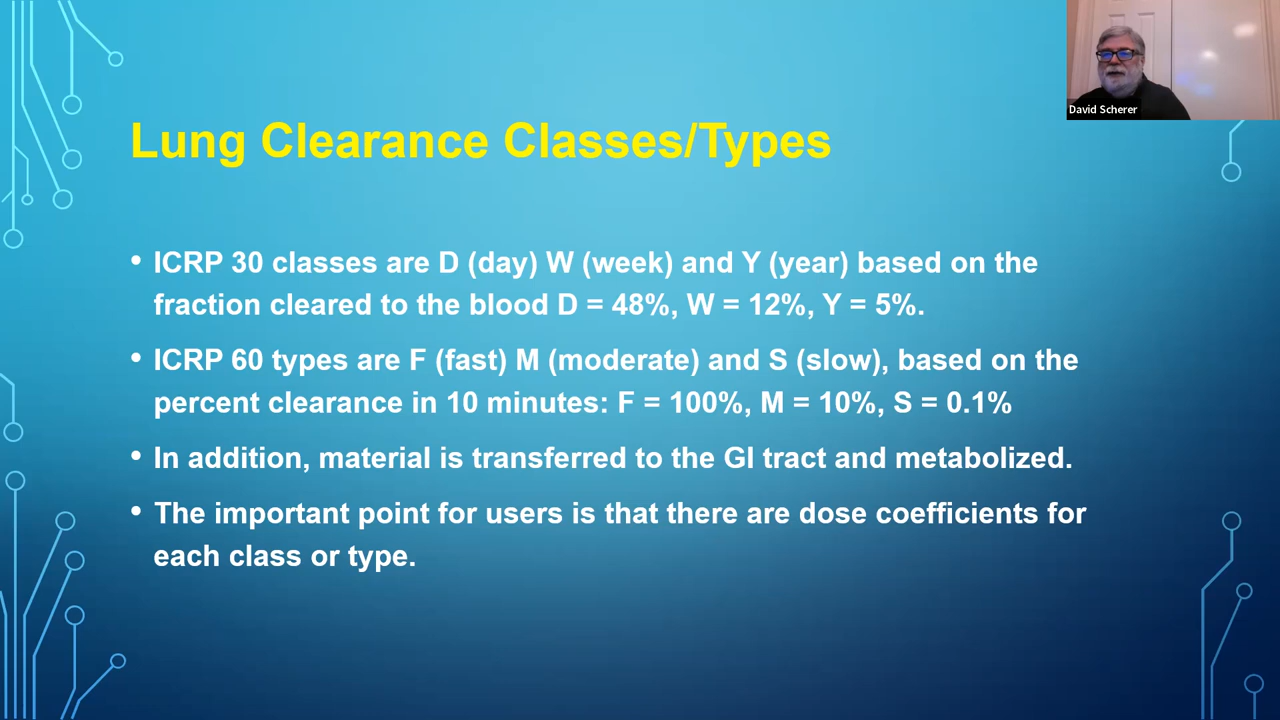 David Scherer
Lung Clearance Classes/Types
• ICRP 30 classes are D (day) W (week) and Y (year) based on the
fraction cleared to the blood D = 48%, W = 12%, Y = 5%.
• ICRP 60 types are F (fast) M (moderate) and S (slow), based on the
percent clearance in 10 minutes: F = 100%, M = 10%, S = 0.1%
• In addition, material is transferred to the GI tract and metabolized.
• The important point for users is that there are dose coefficients for
each class or type.